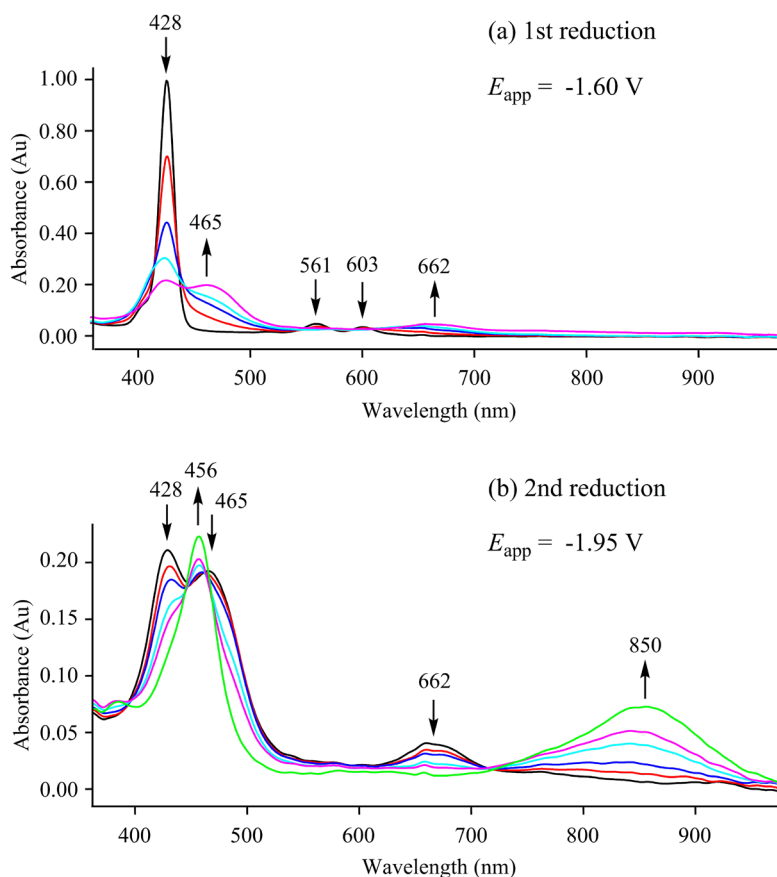 428
(a) 1st reduction
E_app = -1.60 V
1.00
0.80
0.60
0.40
0.20
0.00
465
561
603
662
Absorbance (Au)
400 500 600 700 800 900
Wavelength (nm)
456
428
465
(b) 2nd reduction
E_app = -1.95 V
0.20
0.15
0.10
0.05
0.00
662
850
Absorbance (Au)
400 500 600 700 800 900
Wavelength (nm)